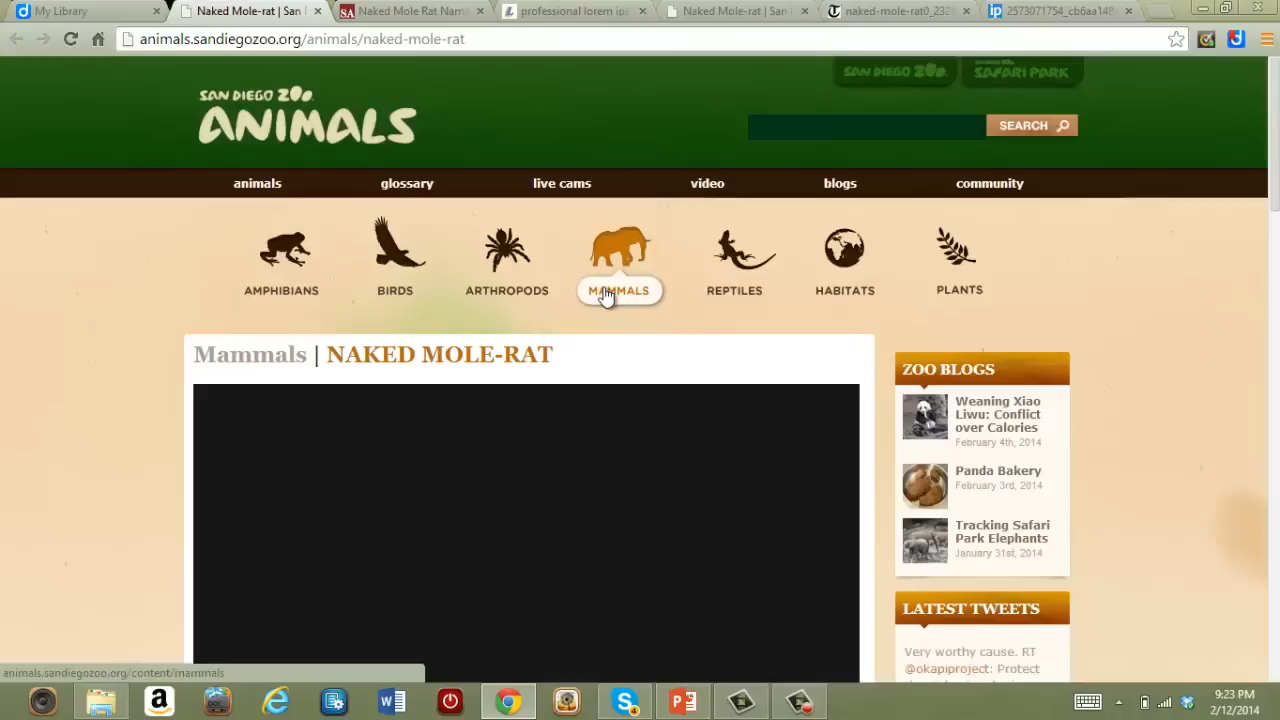 My Library
Naked Mole-rat | San
Naked Mole Rat Nama
professional lorem ips
Naked Mole-rat | San
naked-mole-rat0_232
2573071754_cb6aa148
animals.sandiegozoo.org/animals/naked-mole-rat
SAN DIEGO ZOO.
SAFARI PARK
SAN DIEGO ZOO.
ANIMALS
SEARCH
animals glossary live cams video blogs community
AMPHIBIANS BIRDS ARTHROPODS MAMMALS REPTILES HABITATS PLANTS
Mammals | NAKED MOLE-RAT
ZOO BLOGS
Weaning Xiao
Liwu: Conflict
over Calories
February 4th, 2014
Panda Bakery
February 3rd, 2014
Tracking Safari
Park Elephants
January 31st, 2014
LATEST TWEETS
Very worthy cause. RT
@okapiproject: Protect
animals.sandiegozoo.org/content/mammals
9:23 PM
2/12/2014